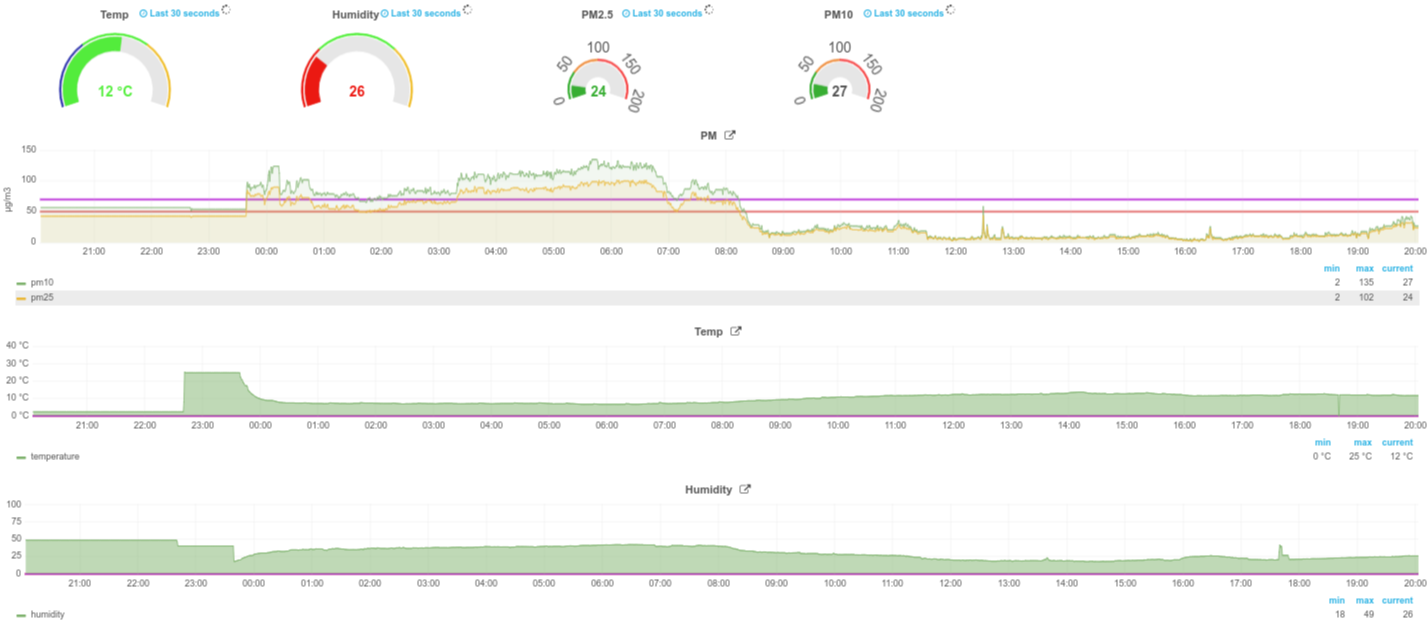 Temp Last 30 seconds Humidity Last 30 seconds PM2.5 Last 30 seconds PM10 Last 30 seconds
12 °C
26
0 50 100 150 200
24
0 50 100 150 200
27
PM
µg/m3
150
100
50
0
21:00 22:00 23:00 00:00 01:00 02:00 03:00 04:00 05:00 06:00 07:00 08:00 09:00 10:00 11:00 12:00 13:00 14:00 15:00 16:00 17:00 18:00 19:00 20:00
min max current
pm10 2 135 27
pm25 2 102 24
Temp
40 °C
30 °C
20 °C
10 °C
0 °C
21:00 22:00 23:00 00:00 01:00 02:00 03:00 04:00 05:00 06:00 07:00 08:00 09:00 10:00 11:00 12:00 13:00 14:00 15:00 16:00 17:00 18:00 19:00 20:00
min max current
temperature 0 °C 25 °C 12 °C
Humidity
100
75
50
25
0
21:00 22:00 23:00 00:00 01:00 02:00 03:00 04:00 05:00 06:00 07:00 08:00 09:00 10:00 11:00 12:00 13:00 14:00 15:00 16:00 17:00 18:00 19:00 20:00
min max current
humidity 18 49 26